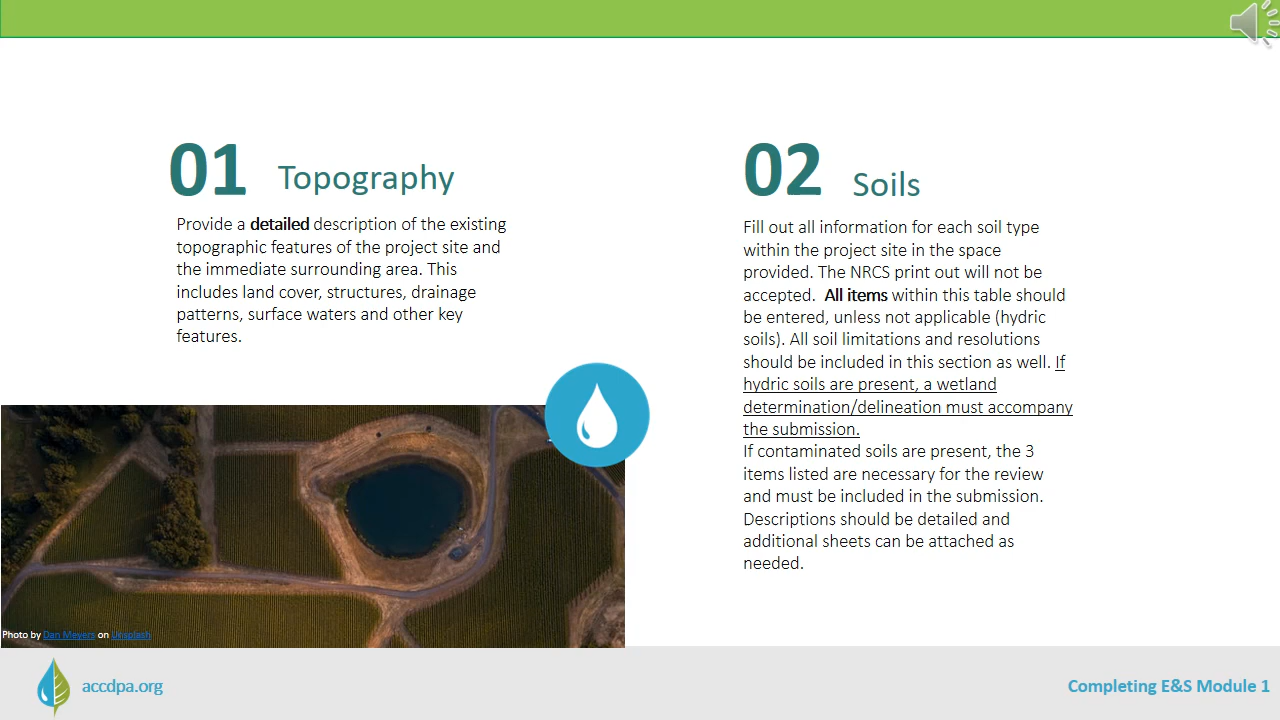 01 Topography
Provide a detailed description of the existing
topographic features of the project site and
the immediate surrounding area. This
includes land cover, structures, drainage
patterns, surface waters and other key
features.
02 Soils
Fill out all information for each soil type
within the project site in the space
provided. The NRCS print out will not be
accepted.  All items within this table should
be entered, unless not applicable (hydric
soils). All soil limitations and resolutions
should be included in this section as well. If
hydric soils are present, a wetland
determination/delineation must accompany
the submission.
If contaminated soils are present, the 3
items listed are necessary for the review
and must be included in the submission.
Descriptions should be detailed and
additional sheets can be attached as
needed.
Photo by Dan Meyers on Unsplash
accdpa.org
Completing E&S Module 1